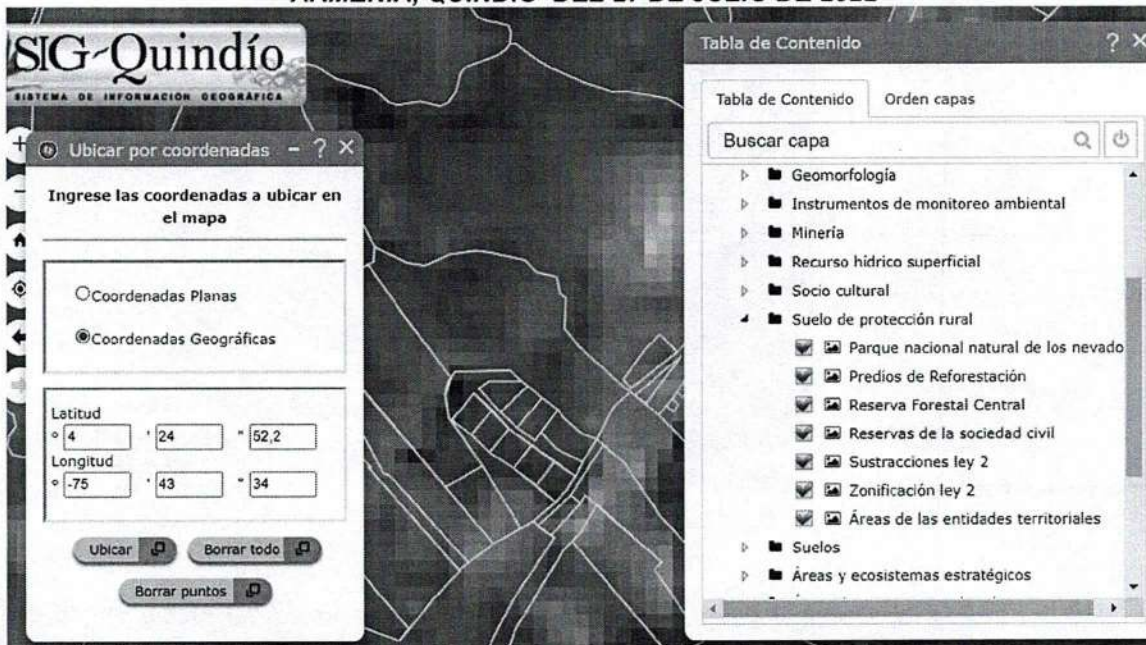 ARMENIA, QUINDIO DEL 27 DE JULIO DE
SIG-Quindío
SISTEMA DE INFORMACIÓN GEOGRÁFICA
Ubicar por coordenadas - ? X
Ingrese las coordenadas a ubicar en
el mapa
Coordenadas Planas
Coordenadas Geográficas
Latitud
° 4 ' 24 " 52,2
Longitud
° -75 ' 43 " 34
Ubicar
Borrar todo
Borrar puntos
Tabla de Contenido ? X
Tabla de Contenido Orden capas
Buscar capa
Geomorfología
Instrumentos de monitoreo ambiental
Minería
Recurso hídrico superficial
Socio cultural
Suelo de protección rural
Parque nacional natural de los nevado
Predios de Reforestación
Reserva Forestal Central
Reservas de la sociedad civil
Sustracciones ley 2
Zonificación ley 2
Áreas de las entidades territoriales
Suelos
Áreas y ecosistemas estratégicos